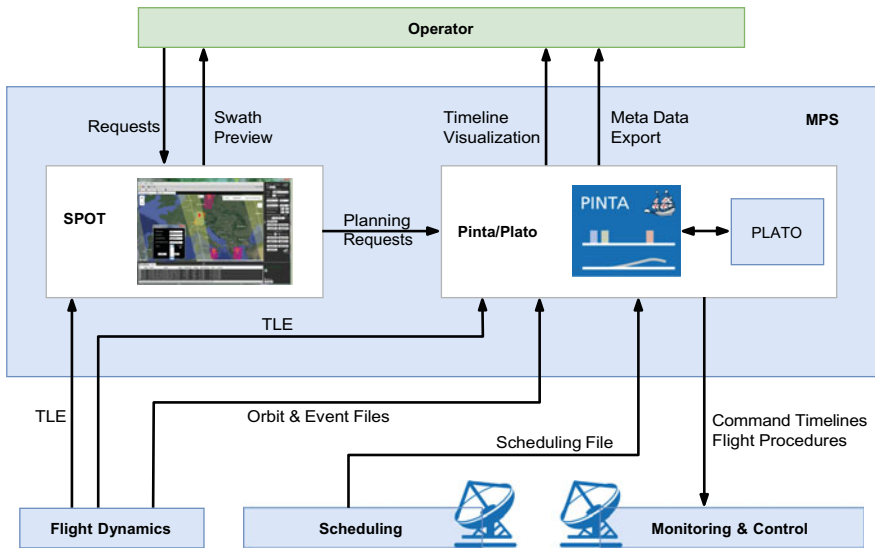 Operator
Requests
Swath
Preview
Timeline
Visualization
Meta Data
Export
MPS
SPOT
Planning
Requests
Pinta/Plato
PINTA
PLATO
TLE
TLE
Orbit & Event Files
Scheduling File
Command Timelines
Flight Procedures
Flight Dynamics
Scheduling
Monitoring & Control